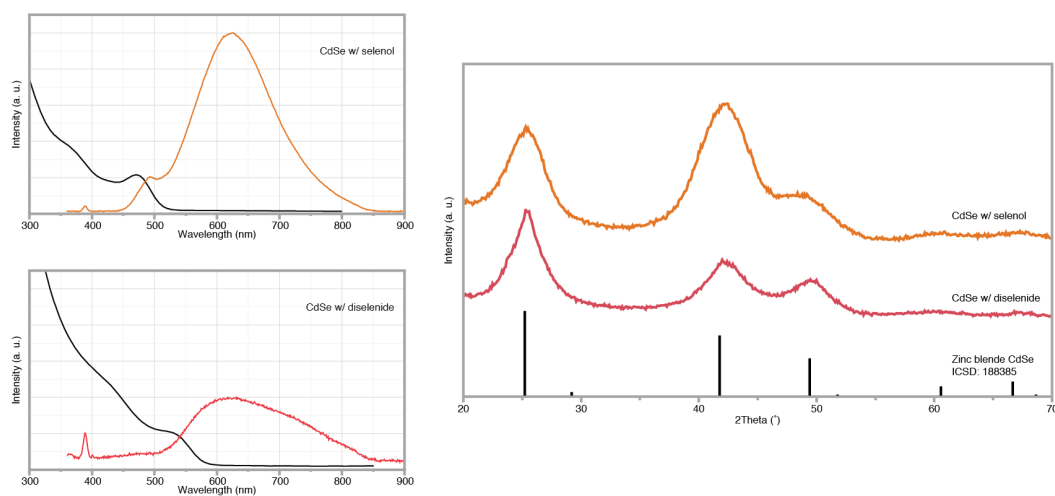 CdSe w/ selenol
Intensity (a. u.)
300 400 500 600 700 800 900
Wavelength (nm)
CdSe w/ diselenide
Intensity (a. u.)
300 400 500 600 700 800 900
Wavelength (nm)
Intensity (a. u.)
CdSe w/ selenol
CdSe w/ diselenide
Zinc blende CdSe
ICSD: 188385
20 30 40 50 60 70
2Theta (°)